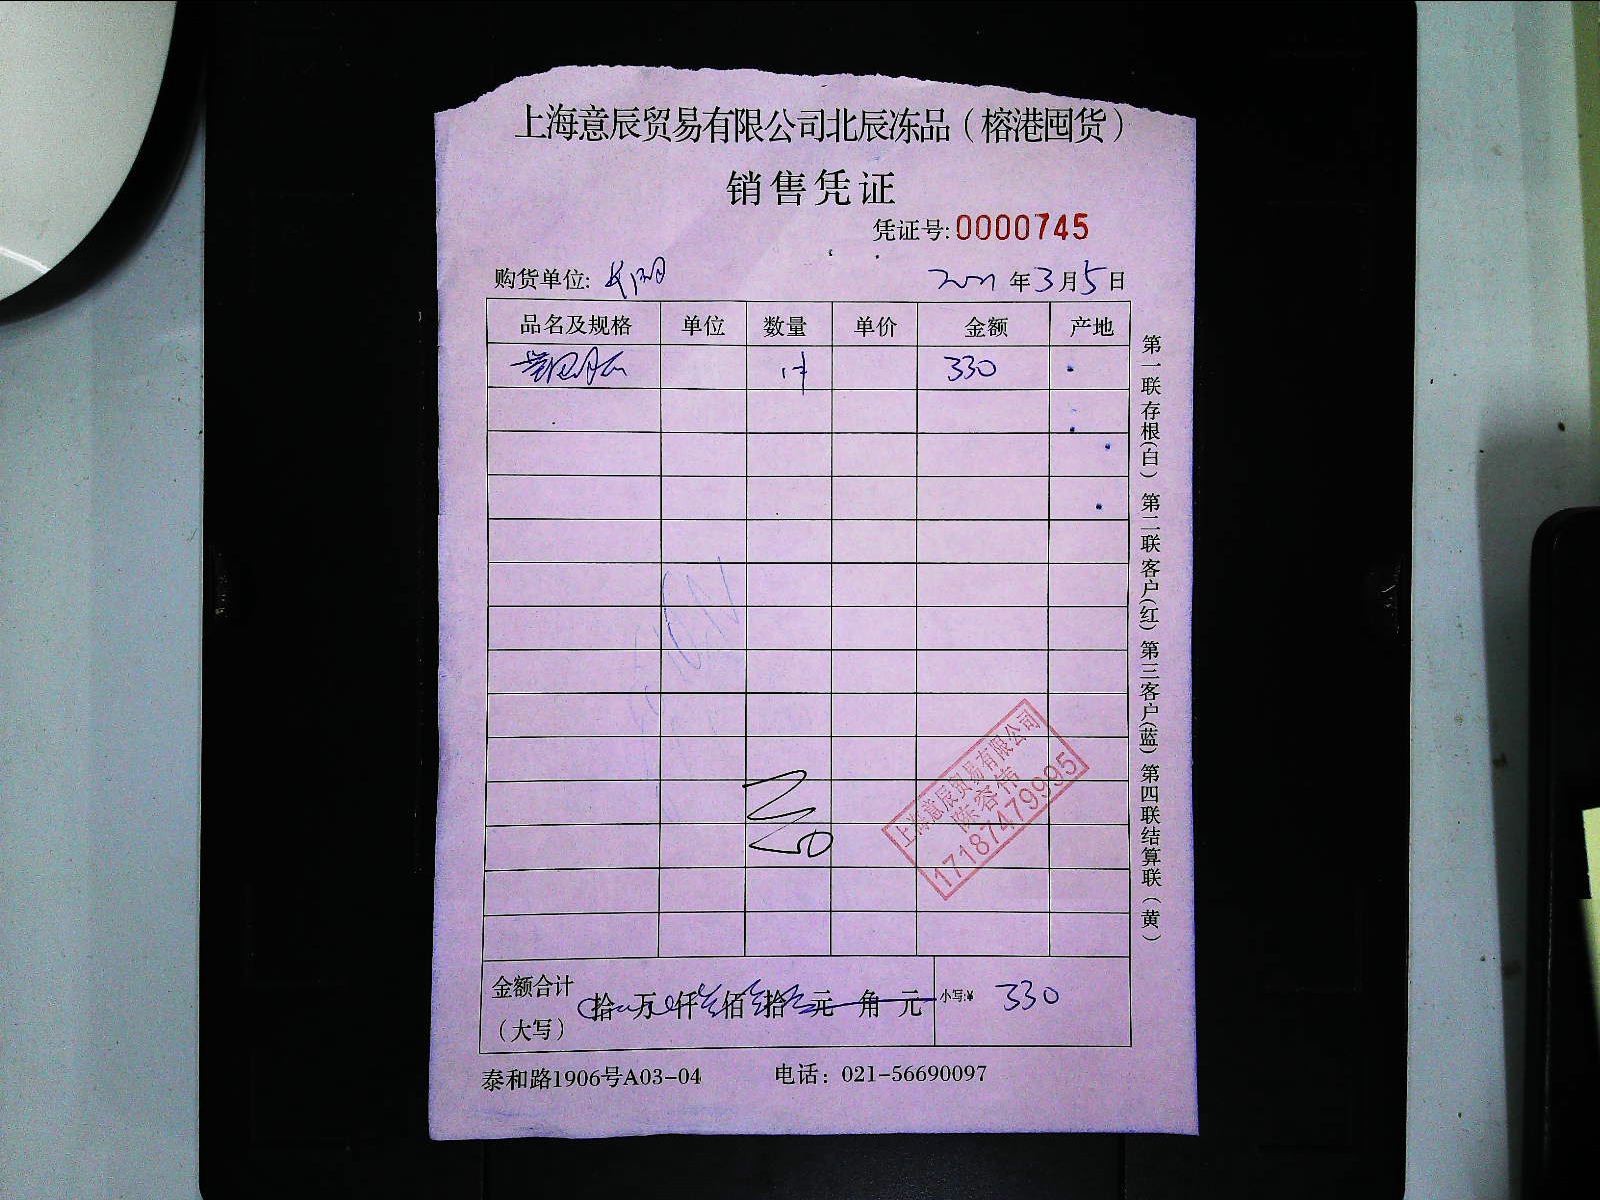 上海意辰贸易有限公司北辰冻品（榕港囤货）
销售凭证
凭证号:0000745
购货单位:
年3月5日
品名及规格 单位 数量 单价 金额 产地
1件 330
金额合计（大写） 拾 万 仟 佰 拾 元 角 元 小写:¥ 330
泰和路1906号A03-04 电话：021-56690097
第一联存根(白) 第二联客户(红) 第三客户(蓝) 第四联结算联（黄）
上海意辰贸易有限公司
陈容伟
17187479995